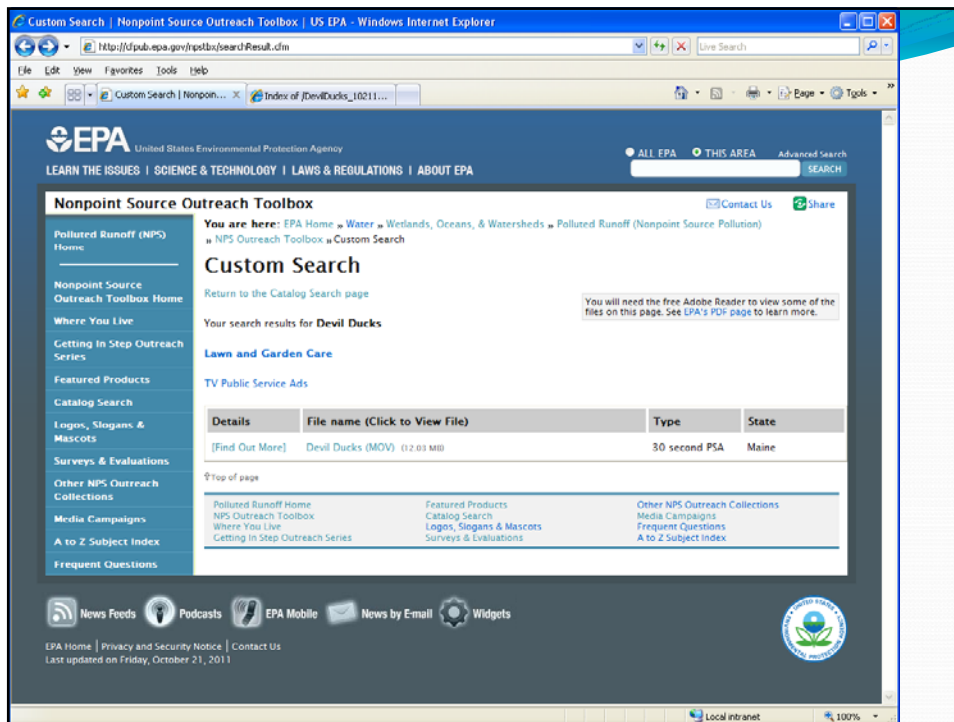 Custom Search | Nonpoint Source Outreach Toolbox | US EPA - Windows Internet Explorer
http://cfpub.epa.gov/npstbx/searchResult.cfm
Live Search
File Edit View Favorites Tools Help
Custom Search | Nonpoin... X
Index of /DevilDucks_10211...
Page
Tools
EPA United States Environmental Protection Agency
ALL EPA THIS AREA Advanced Search
LEARN THE ISSUES | SCIENCE & TECHNOLOGY | LAWS & REGULATIONS | ABOUT EPA
SEARCH
Nonpoint Source Outreach Toolbox
Contact Us Share
Polluted Runoff (NPS)
Home
Nonpoint Source
Outreach Toolbox Home
Where You Live
Getting In Step Outreach
Series
Featured Products
Catalog Search
Logos, Slogans &
Mascots
Surveys & Evaluations
Other NPS Outreach
Collections
Media Campaigns
A to Z Subject Index
Frequent Questions
You are here: EPA Home » Water » Wetlands, Oceans, & Watersheds » Polluted Runoff (Nonpoint Source Pollution)
» NPS Outreach Toolbox » Custom Search
Custom Search
Return to the Catalog Search page
You will need the free Adobe Reader to view some of the
files on this page. See EPA's PDF page to learn more.
Your search results for Devil Ducks
Lawn and Garden Care
TV Public Service Ads
Details File name (Click to View File) Type State
[Find Out More] Devil Ducks (MOV) (12.03 MB) 30 second PSA Maine
Top of page
Polluted Runoff Home Featured Products Other NPS Outreach Collections
NPS Outreach Toolbox Catalog Search Media Campaigns
Where You Live Logos, Slogans & Mascots Frequent Questions
Getting In Step Outreach Series Surveys & Evaluations A to Z Subject Index
News Feeds Podcasts EPA Mobile News by E-mail Widgets
EPA Home | Privacy and Security Notice | Contact Us
Last updated on Friday, October 21, 2011
UNITED STATES
Local intranet 100%